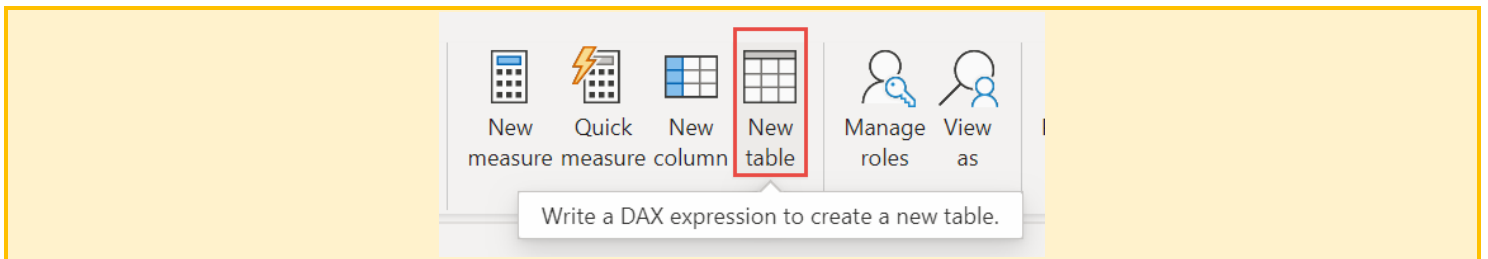 New
measure
Quick
measure
New
column
New
table
Manage
roles
View
as
Write a DAX expression to create a new table.